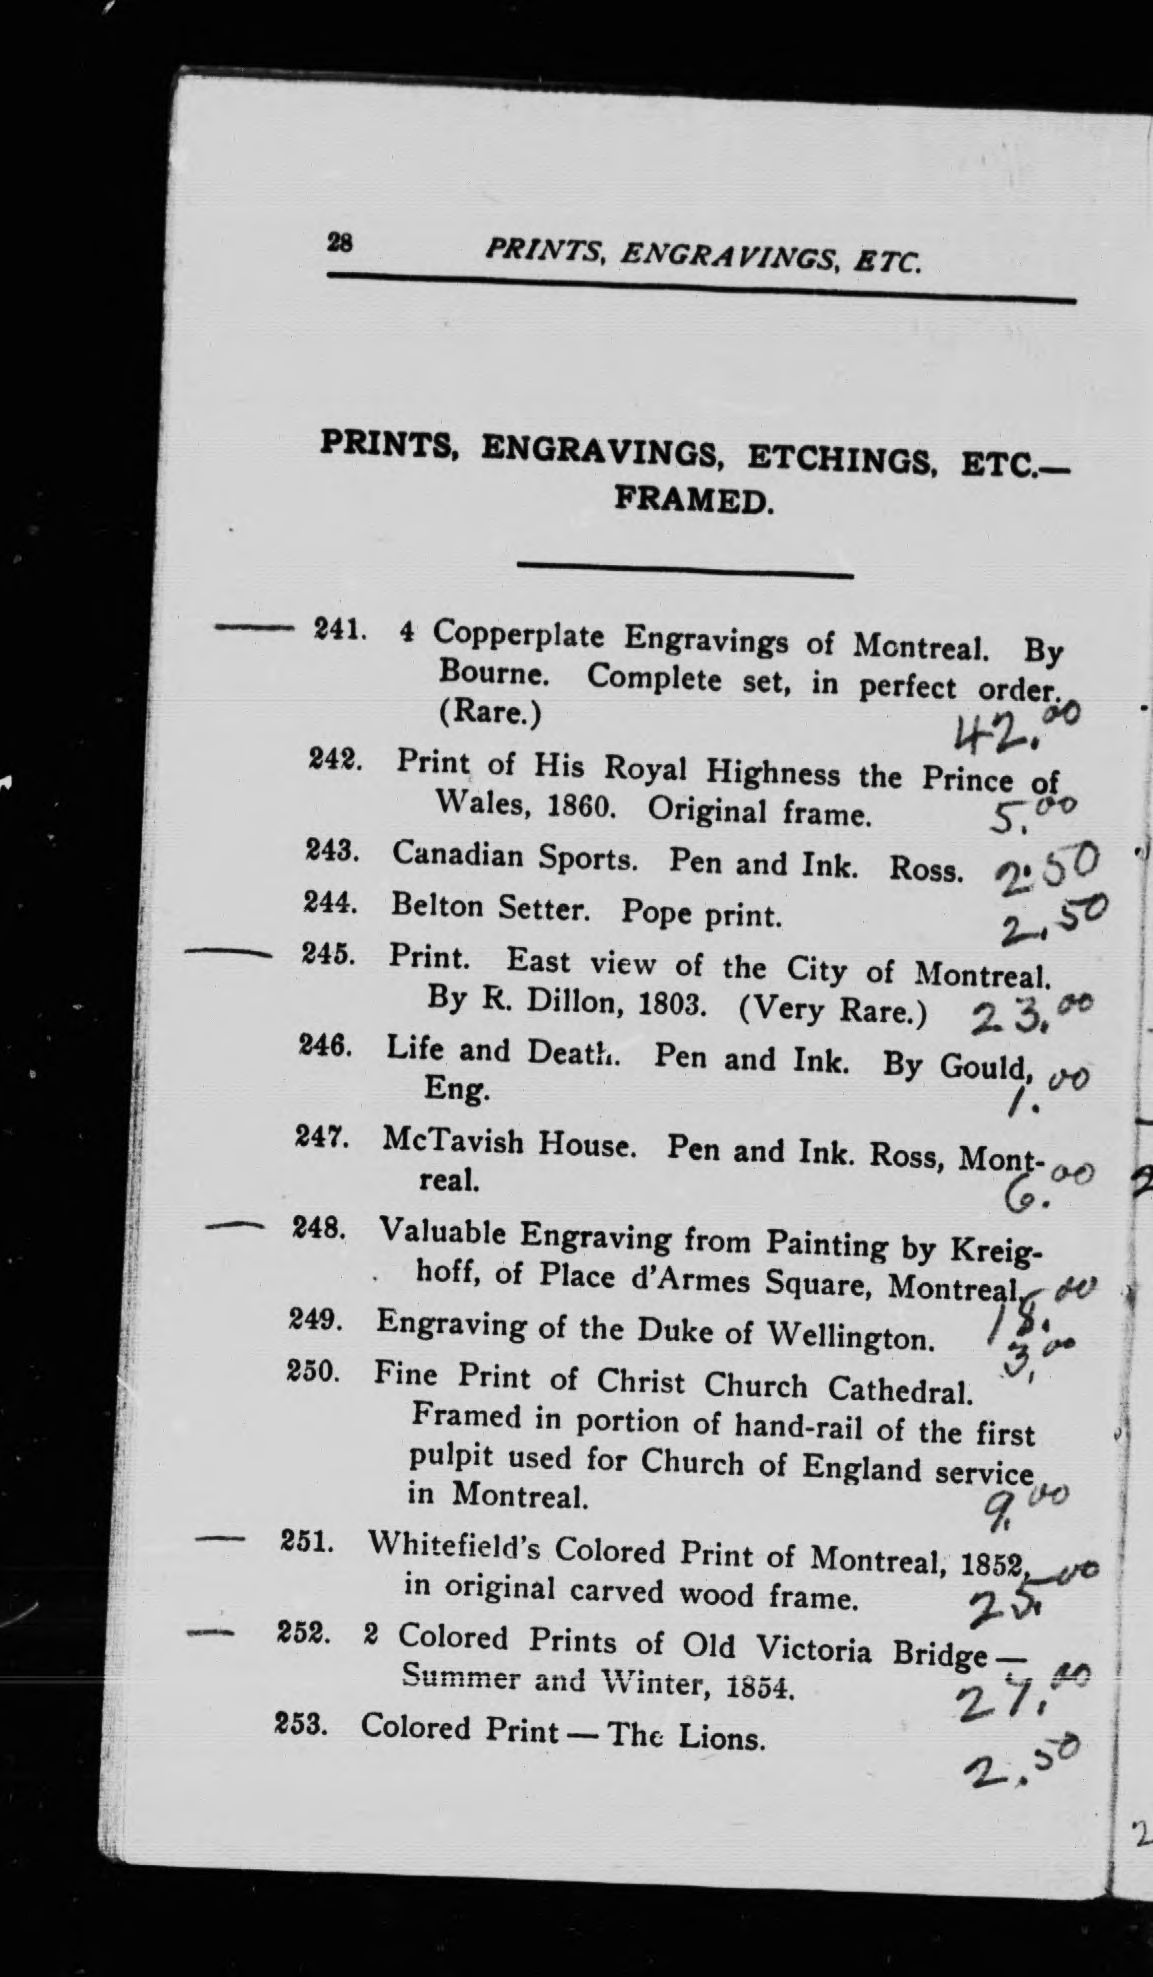 28 PRINTS, ENGRAVINGS, ETC.
PRINTS, ENGRAVINGS, ETCHINGS, ETC.—
FRAMED.
241. 4 Copperplate Engravings of Montreal. By
Bourne. Complete set, in perfect order.
(Rare.) 42.00
242. Print of His Royal Highness the Prince of
Wales, 1860. Original frame. 5.00
243. Canadian Sports. Pen and Ink. Ross. 2.50
244. Belton Setter. Pope print. 2.50
245. Print. East view of the City of Montreal.
By R. Dillon, 1803. (Very Rare.) 23.00
246. Life and Death. Pen and Ink. By Gould,
Eng. 1.00
247. McTavish House. Pen and Ink. Ross, Mont-
real. 6.00
248. Valuable Engraving from Painting by Kreig-
hoff, of Place d'Armes Square, Montreal. 18.00
249. Engraving of the Duke of Wellington. 3.00
250. Fine Print of Christ Church Cathedral.
Framed in portion of hand-rail of the first
pulpit used for Church of England service
in Montreal. 9.00
251. Whitefield's Colored Print of Montreal, 1852,
in original carved wood frame. 25.00
252. 2 Colored Prints of Old Victoria Bridge —
Summer and Winter, 1854. 27.00
253. Colored Print — The Lions. 2.50